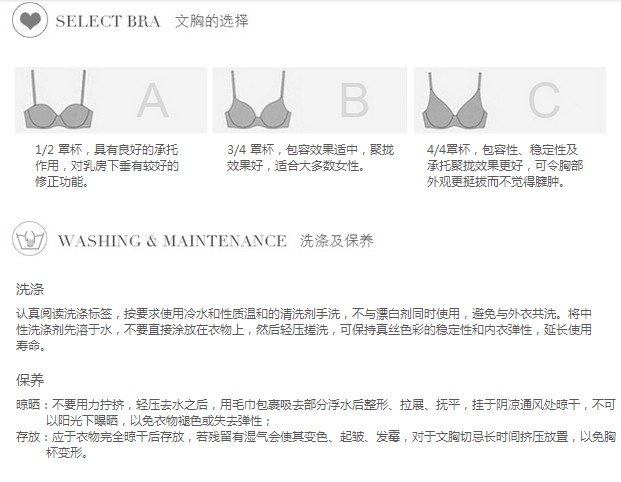 SELECT BRA 文胸的选择
A
B
C
1/2 罩杯，具有良好的承托
作用，对乳房下垂有较好的
修正功能。
3/4 罩杯，包容效果适中，聚拢
效果好，适合大多数女性。
4/4罩杯，包容性、稳定性及
承托聚拢效果更好，可令胸部
外观更挺拔而不觉得臃肿。
WASHING & MAINTENANCE 洗涤及保养
洗涤
认真阅读洗涤标签，按要求使用冷水和性质温和的清洗剂手洗，不与漂白剂同时使用，避免与外衣共洗。将中
性洗涤剂先溶于水，不要直接涂放在衣物上，然后轻压搓洗，可保持真丝色彩的稳定性和内衣弹性，延长使用
寿命。
保养
晾晒：不要用力拧挤，轻压去水之后，用毛巾包裹吸去部分浮水后整形、拉展、抚平，挂于阴凉通风处晾干，不可
以阳光下曝晒，以免衣物褪色或失去弹性；
存放：应于衣物完全晾干后存放，若残留有湿气会使其变色、起皱、发霉，对于文胸切忌长时间挤压放置，以免胸
杯变形。